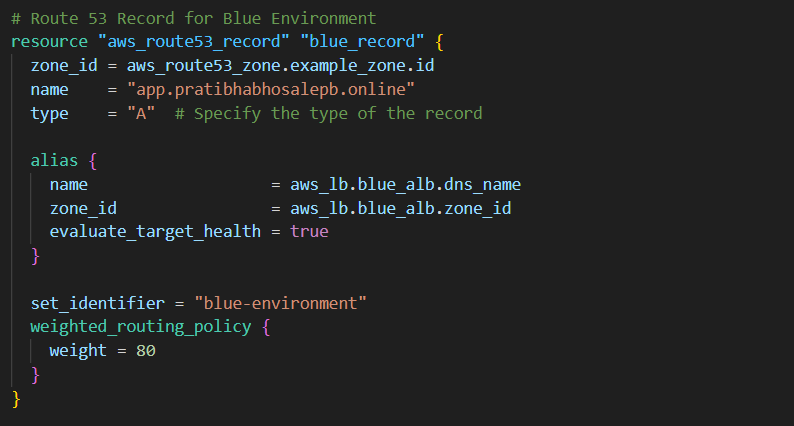 # Route 53 Record for Blue Environment
resource "aws_route53_record" "blue_record" {
  zone_id = aws_route53_zone.example_zone.id
  name    = "app.pratibhabhosalepb.online"
  type    = "A"  # Specify the type of the record

  alias {
    name                   = aws_lb.blue_alb.dns_name
    zone_id                = aws_lb.blue_alb.zone_id
    evaluate_target_health = true
  }

  set_identifier = "blue-environment"
  weighted_routing_policy {
    weight = 80
  }
}